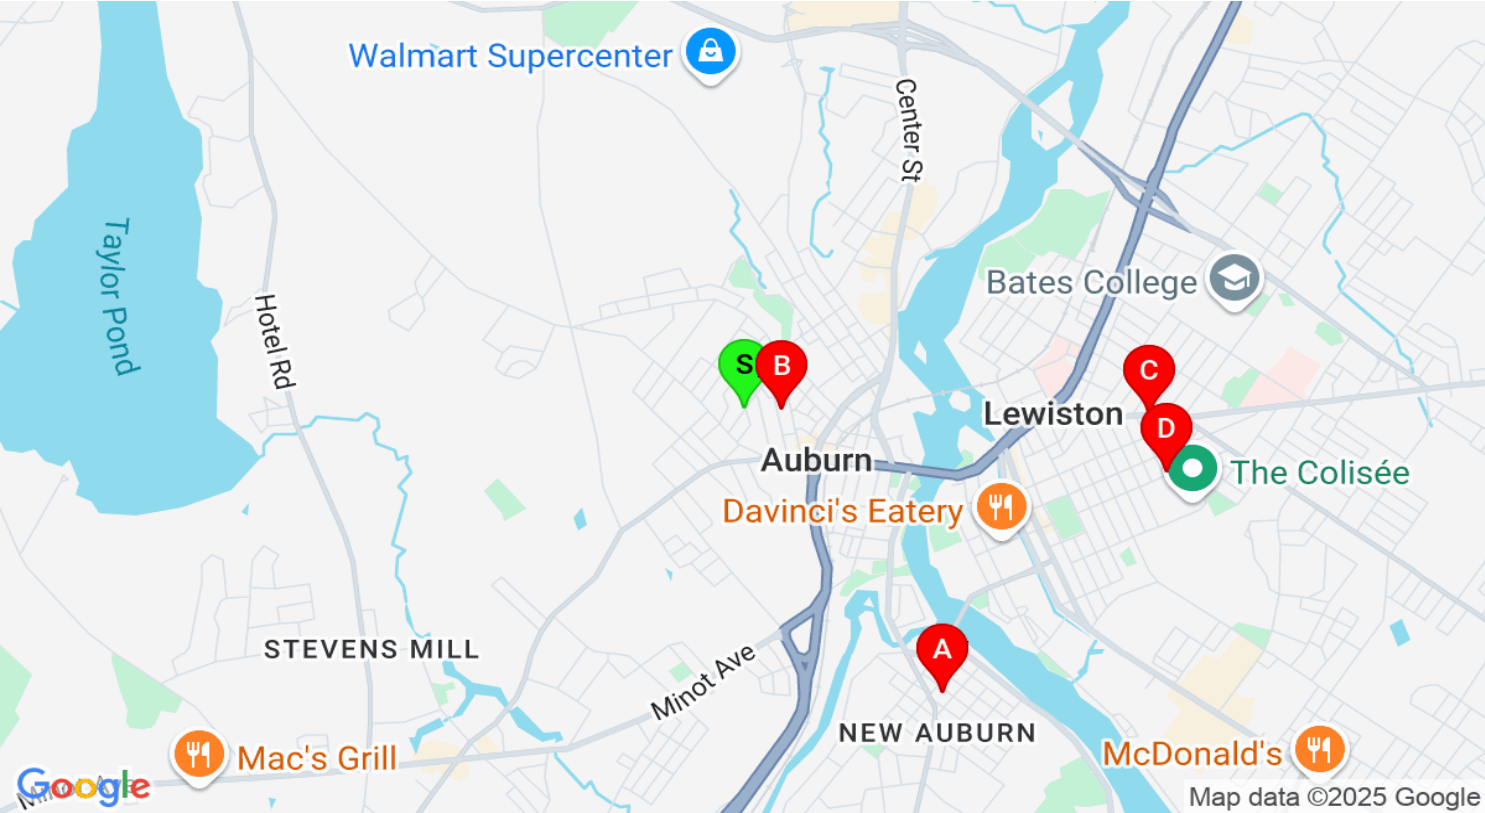 Walmart Supercenter
Center St
Taylor Pond
Bates College
Hotel Rd
S
B
C
Lewiston
D
Auburn
The Colisée
Davinci's Eatery
A
STEVENS MILL
Minot Ave
NEW AUBURN
Mac's Grill
McDonald's
Google
Map data ©2025 Google